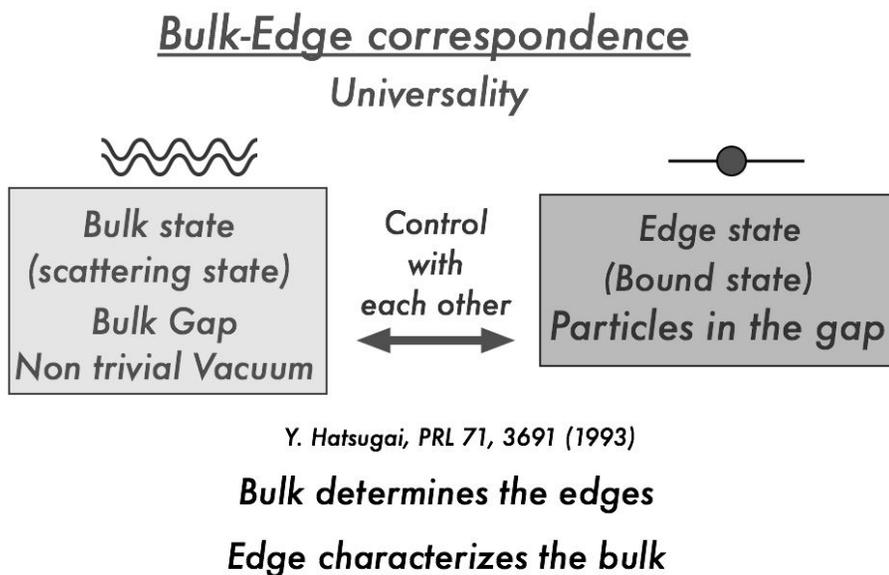 Bulk-Edge correspondence
Universality
Bulk state
(scattering state)
Bulk Gap
Non trivial Vacuum
Control
with
each other
Edge state
(Bound state)
Particles in the gap
Y. Hatsugai, PRL 71, 3691 (1993)
Bulk determines the edges
Edge characterizes the bulk